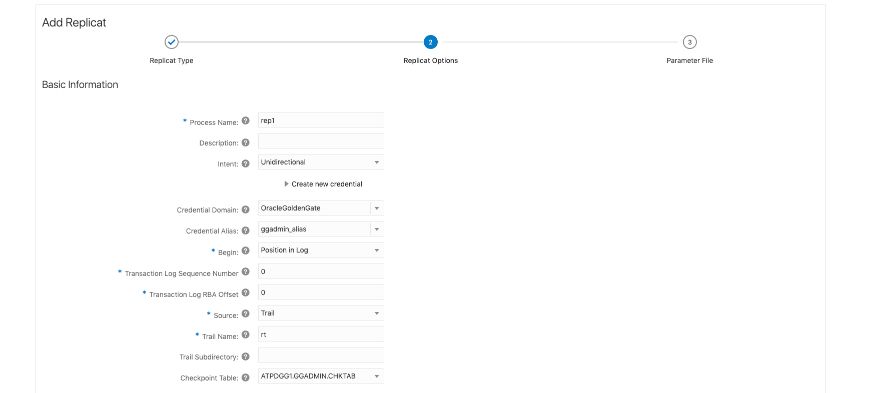 Add Replicat
2 3
Replicat Type Replicat Options Parameter File
Basic Information
* Process Name: ? rep1
Description: ?
Intent: ? Unidirectional
Create new credential
Credential Domain: ? OracleGoldenGate
Credential Alias: ? ggadmin_alias
* Begin: ? Position in Log
* Transaction Log Sequence Number ? 0
* Transaction Log RBA Offset ? 0
* Source: ? Trail
* Trail Name: ? rt
Trail Subdirectory: ?
Checkpoint Table: ? ATPDGG1.GGADMIN.CHKTAB